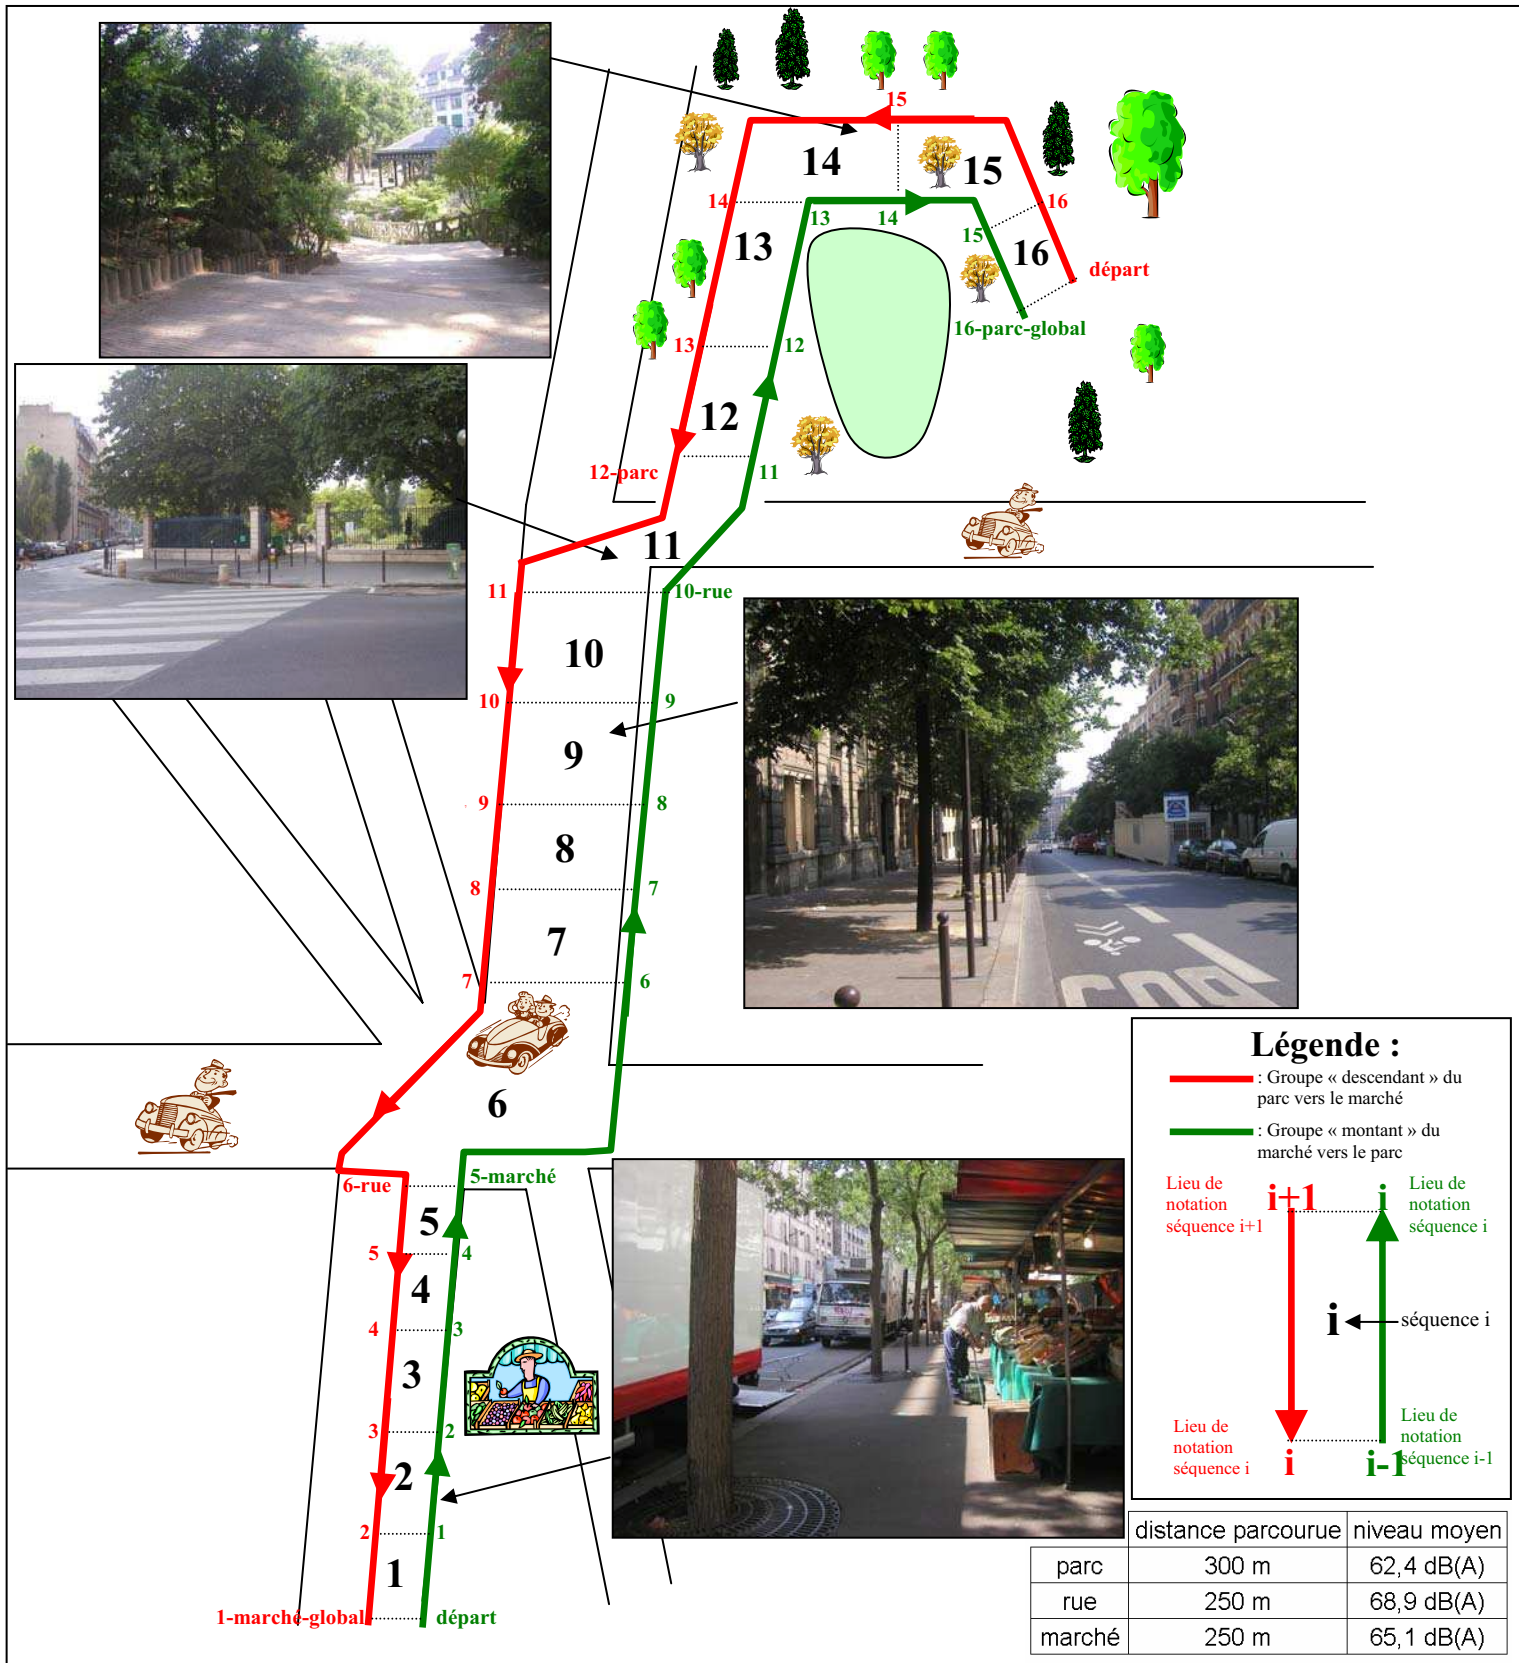 15
14
15
14
16
13
14
15
13
16
départ
16-parc-global
13
12
12
12-parc
11
11
11
10-rue
10
10
9
9
9
8
8
8
7
7
7
6
6
6-rue
5-marché
5
5
4
4
4
3
3
3
2
2
2
1
1
1-marché-global
départ
Légende :
: Groupe « descendant » du
parc vers le marché
: Groupe « montant » du
marché vers le parc
Lieu de
notation
séquence i+1
i+1
i
Lieu de
notation
séquence i
i
séquence i
Lieu de
notation
séquence i
i
i-1
Lieu de
notation
séquence i-1
distance parcourue niveau moyen
parc 300 m 62,4 dB(A)
rue 250 m 68,9 dB(A)
marché 250 m 65,1 dB(A)